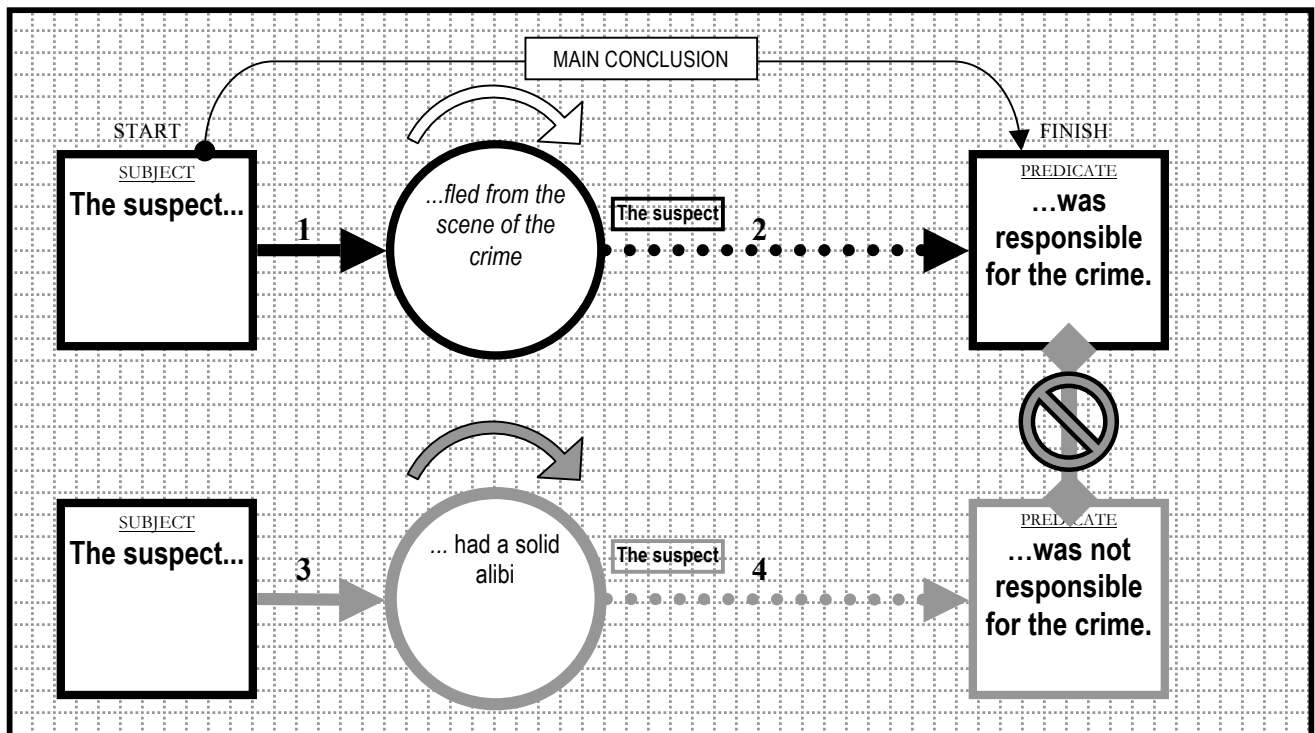 MAIN CONCLUSION
START
FINISH
SUBJECT
The suspect...
1
...fled from the
scene of the
crime
The suspect
2
PREDICATE
…was
responsible
for the crime.
SUBJECT
The suspect...
3
... had a solid
alibi
The suspect
4
PREDICATE
…was not
responsible
for the crime.